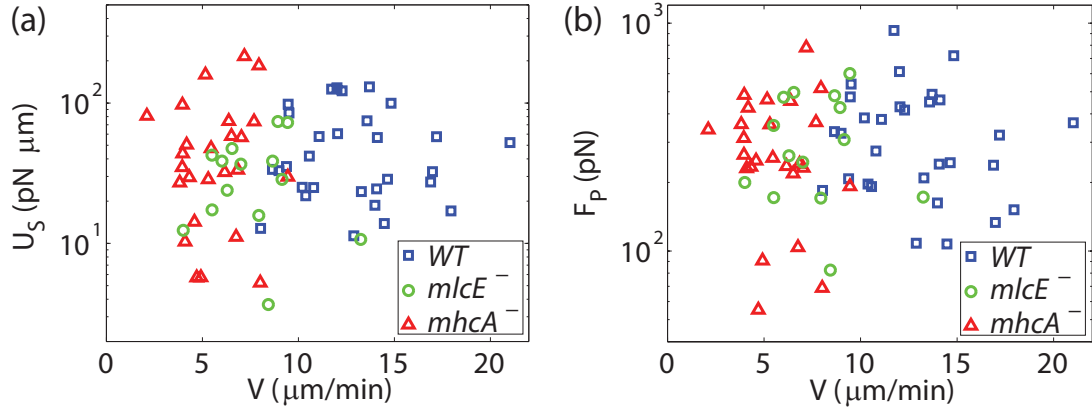 (a)
U_S (pN μm)
10²
10¹
0 5 10 15 20
V (μm/min)
WT
mlcE⁻
mhcA⁻
(b)
F_P (pN)
10³
10²
0 5 10 15 20
V (μm/min)
WT
mlcE⁻
mhcA⁻